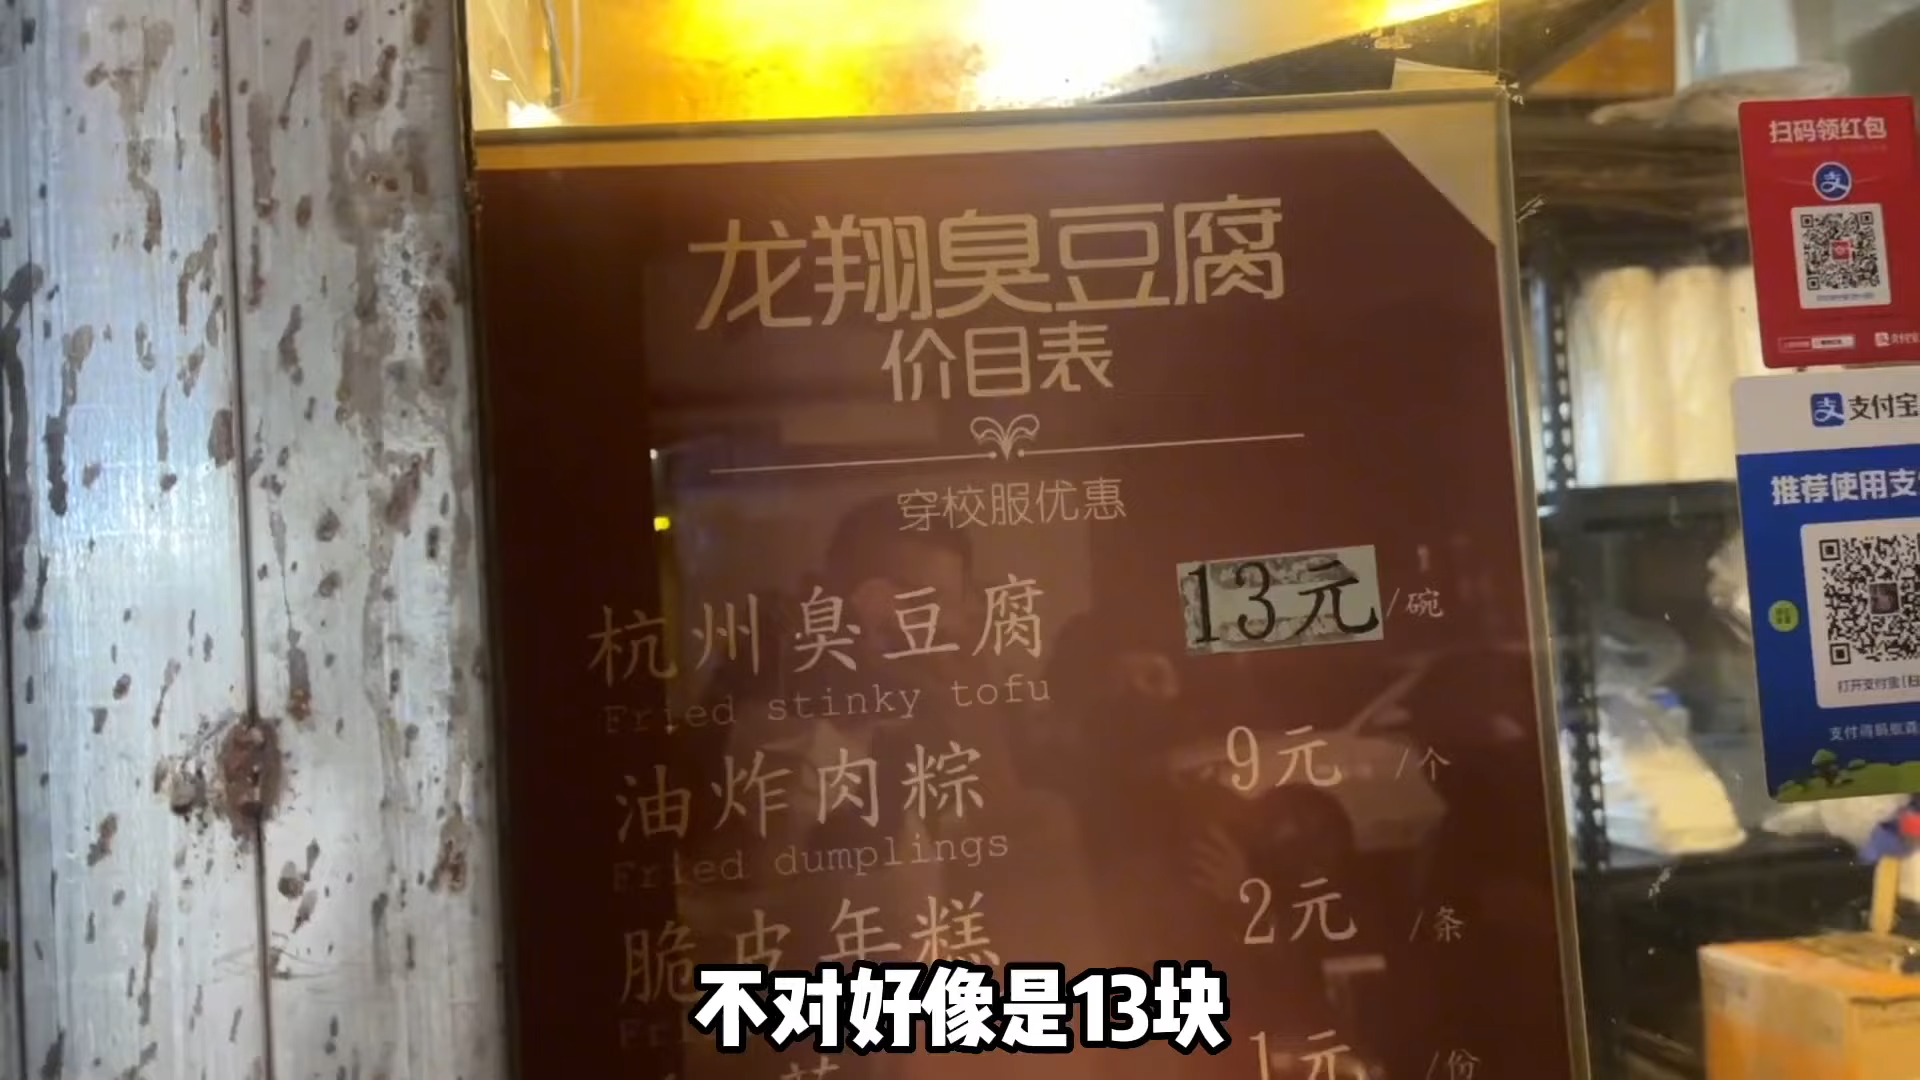 龙翔臭豆腐
价目表
穿校服优惠
杭州臭豆腐 13元/碗
Fried stinky tofu
油炸肉粽 9元/个
Fried dumplings
脆皮年糕 2元/条
1元/份
扫码领红包
支付宝
推荐使用支
打开支付宝[扫
不对好像是13块